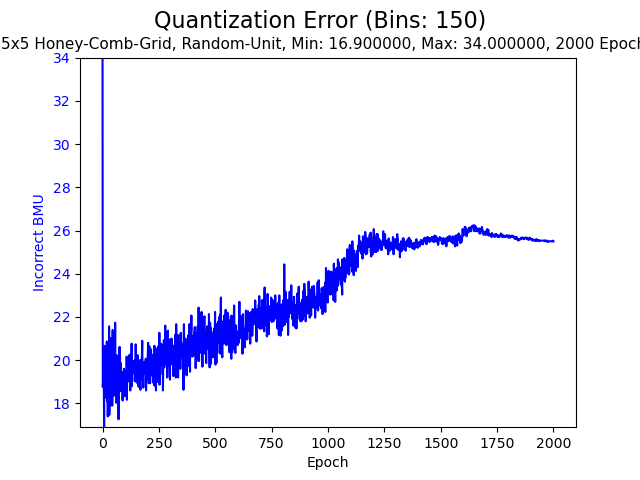 Quantization Error (Bins: 150)
5x5 Honey-Comb-Grid, Random-Unit, Min: 16.900000, Max: 34.000000, 2000 Epoch
34
32
30
28
26
24
22
20
18
Incorrect BMU
0 250 500 750 1000 1250 1500 1750 2000
Epoch